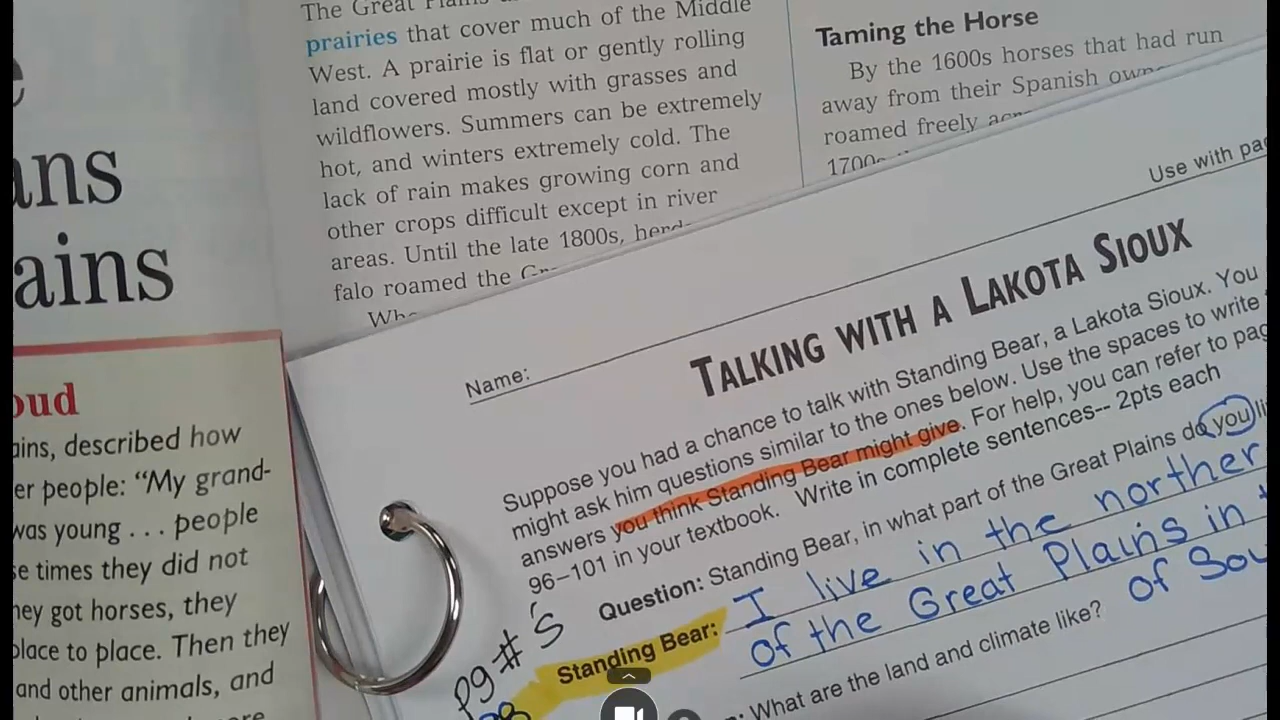 ans
ains
oud
ains, described how
er people: “My grand-
was young . . . people
se times they did not
hey got horses, they
place to place. Then they
and other animals, and
The Great
prairies that cover much of the Middle
West. A prairie is flat or gently rolling
land covered mostly with grasses and
wildflowers. Summers can be extremely
hot, and winters extremely cold. The
lack of rain makes growing corn and
other crops difficult except in river
areas. Until the late 1800s, herd
falo roamed the
Taming the Horse
By the 1600s horses that had run
away from their Spanish
roamed freely
Use with
Name:
TALKING WITH A LAKOTA SIOUX
Suppose you had a chance to talk with Standing Bear, a Lakota Sioux. You
might ask him questions similar to the ones below. Use the spaces to write
answers you think Standing Bear might give. For help, you can refer to
96–101 in your textbook. Write in complete sentences-- 2pts each
pg#'s
Question: Standing Bear, in what part of the Great Plains do you
Standing Bear: I live in the norther
of the Great Plains in
of
What are the land and climate like?